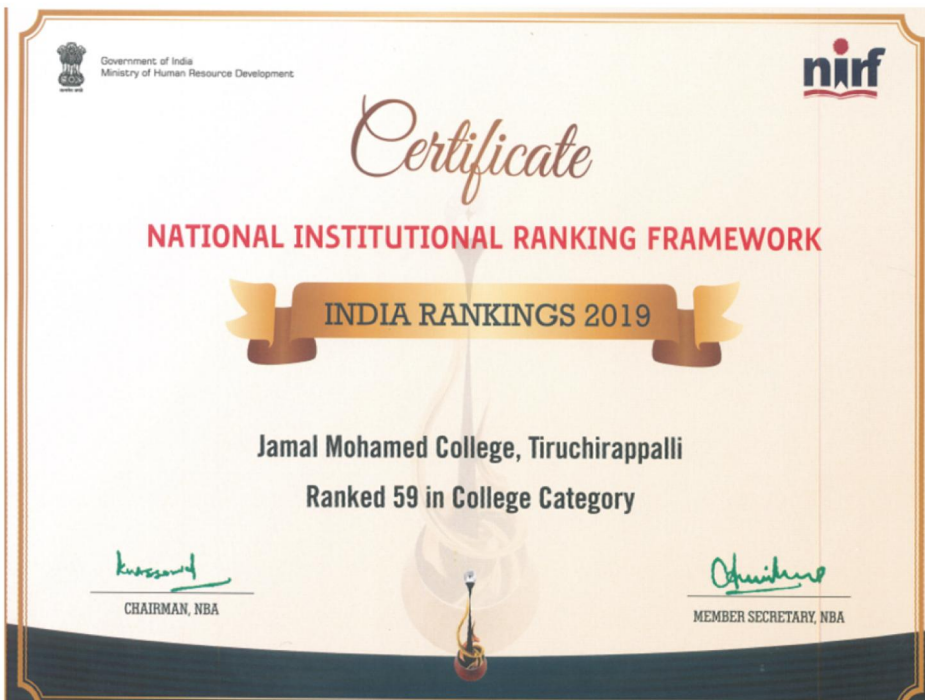 Government of India
Ministry of Human Resource Development
nirf
Certificate
NATIONAL INSTITUTIONAL RANKING FRAMEWORK
INDIA RANKINGS 2019
Jamal Mohamed College, Tiruchirappalli
Ranked 59 in College Category
CHAIRMAN, NBA
MEMBER SECRETARY, NBA